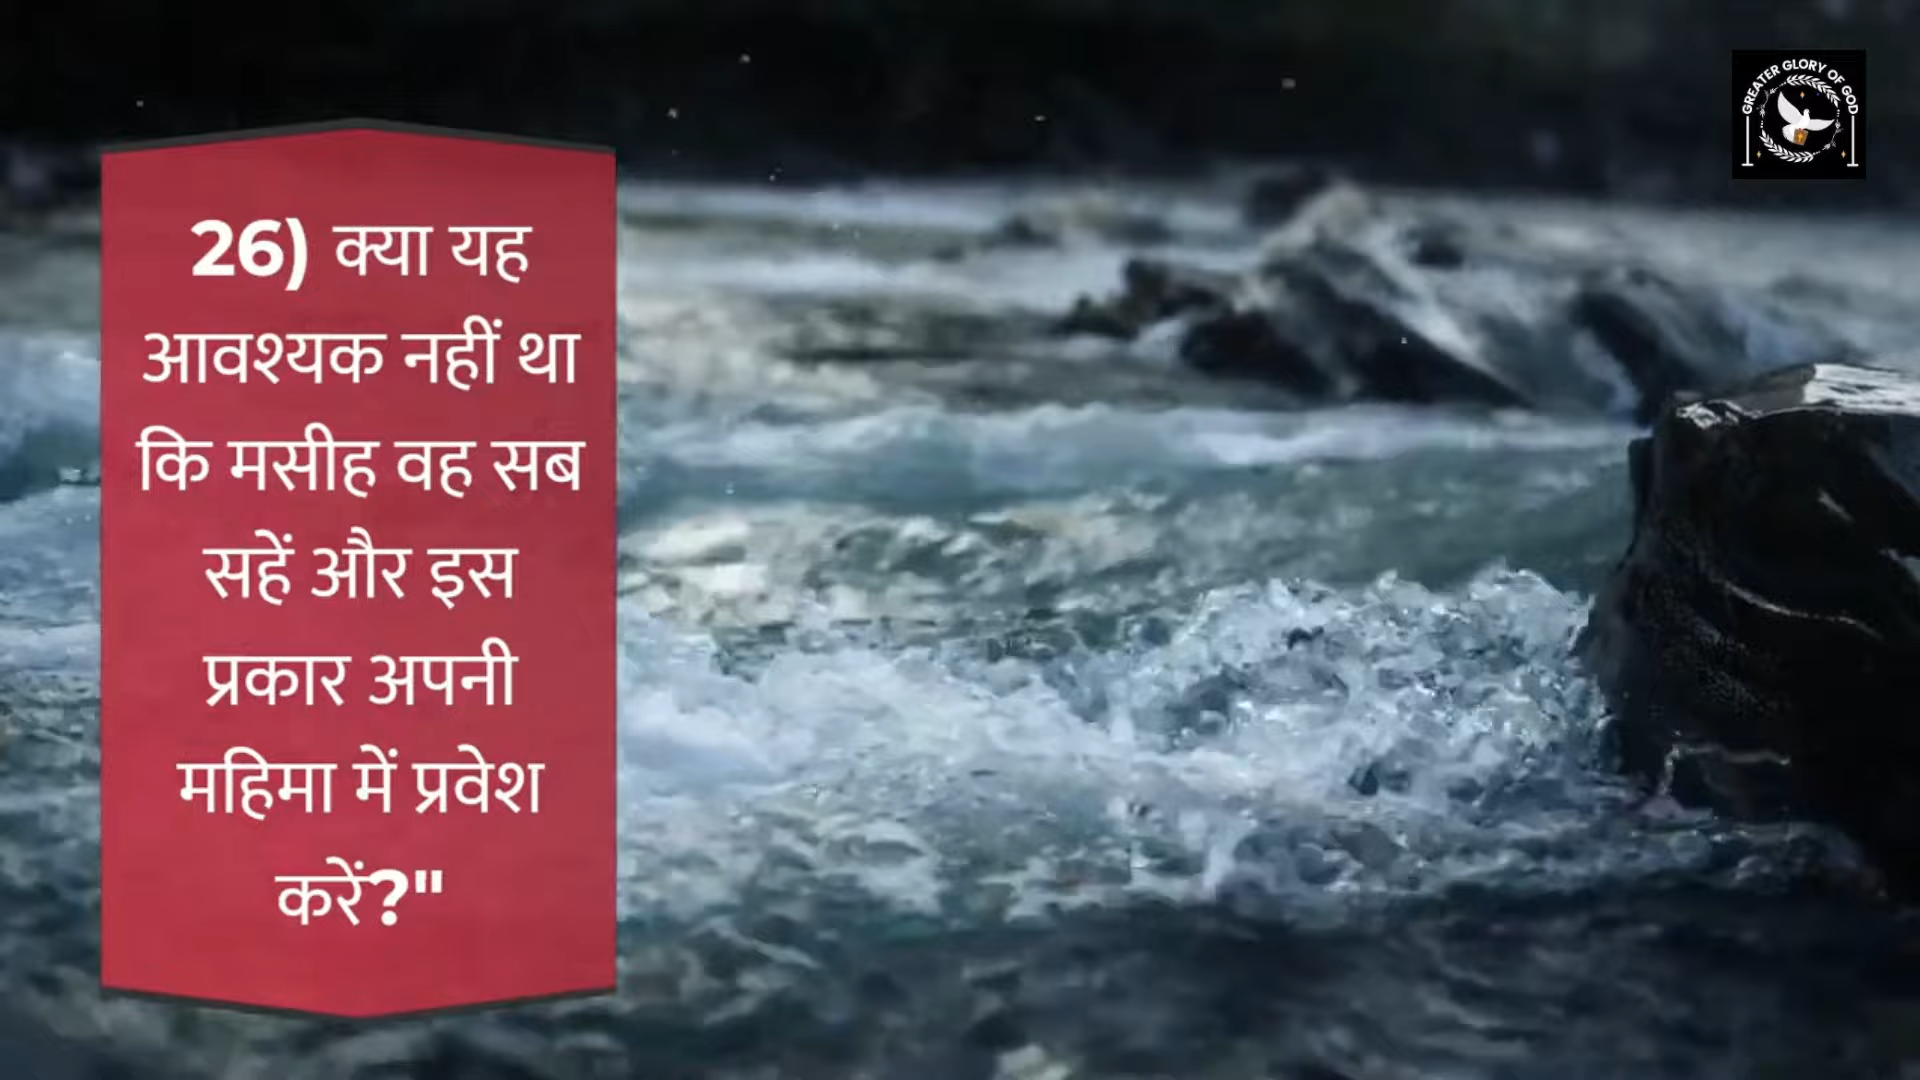 26) क्या यह
आवश्यक नहीं था
कि मसीह वह सब
सहें और इस
प्रकार अपनी
महिमा में प्रवेश
करें?"
GREATER GLORY OF GOD